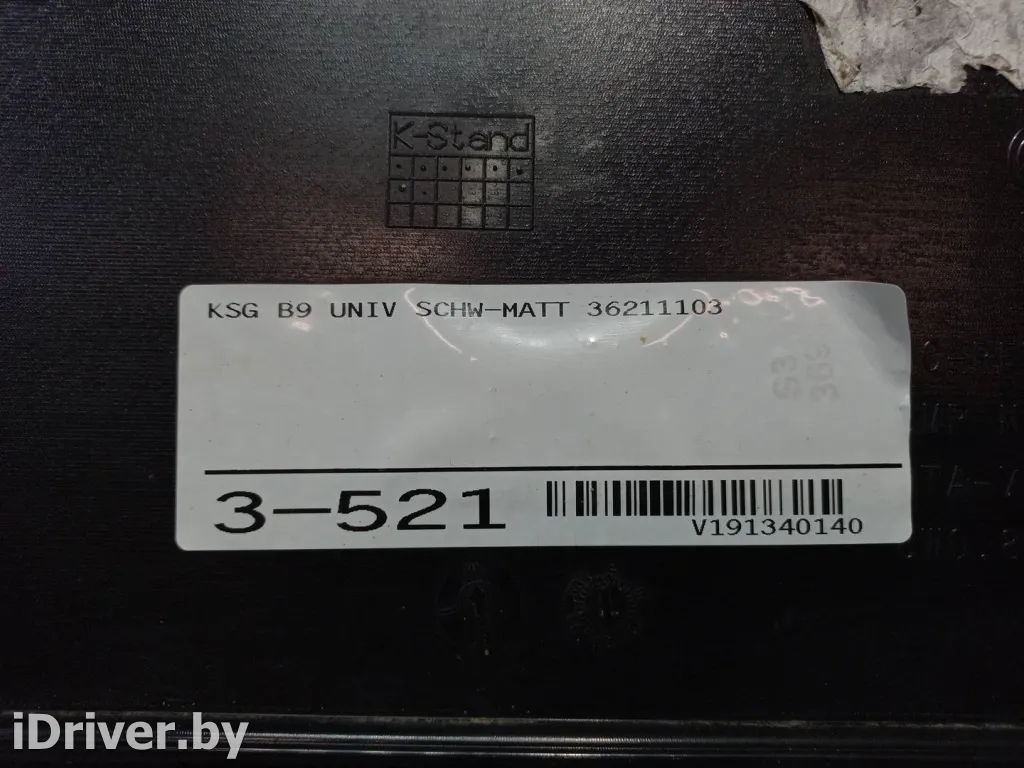 K-Stand
KSG B9 UNIV SCHW-MATT 36211103
3-521
V191340140
iDriver.by